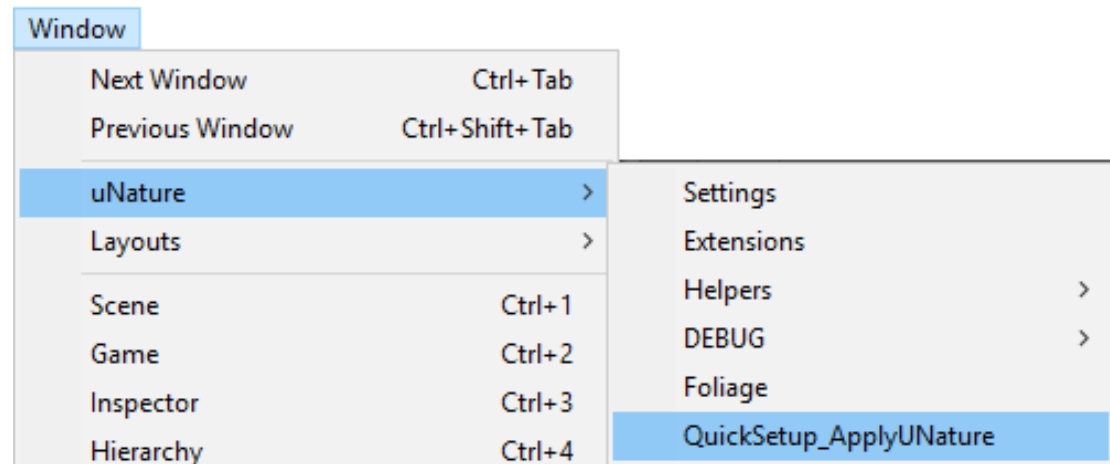 Window
Next Window Ctrl+Tab
Previous Window Ctrl+Shift+Tab
uNature > Settings
Layouts > Extensions
Scene Ctrl+1 Helpers >
Game Ctrl+2 DEBUG >
Inspector Ctrl+3 Foliage
Hierarchy Ctrl+4 QuickSetup_ApplyUNature